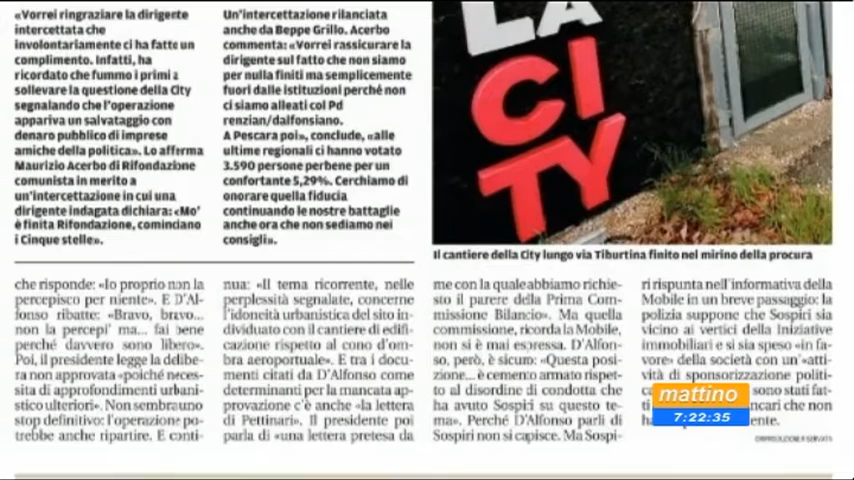 «Vorrei ringraziare la dirigente
intercettata che
involontariamente ci ha fatte un
complimento. Infatti, ha
ricordato che fummo i primi a
sollevare la questione della City
segnalando che l'operazione
appariva un salvataggio con
denaro pubblico di imprese
amiche della politica». Lo afferma
Maurizio Acerbo di Rifondazione
comunista in merito a
un'intercettazione in cui una
dirigente indagata dichiara: «Mo'
è finita Rifondazione, cominciano
i Cinque stelle».
Un'intercettazione rilanciata
anche da Beppe Grillo. Acerbo
commenta: «Vorrei rassicurare la
dirigente sul fatto che non siamo
per nulla finiti ma semplicemente
fuori dalle istituzioni perché non
ci siamo alleati col Pd
renzian/dalfonsiano.
A Pescara poi», conclude, «alle
ultime regionali ci hanno votato
3.590 persone perbene per un
confortante 5,29%. Cerchiamo di
onorare quella fiducia
continuando le nostre battaglie
anche ora che non sediamo nei
consigli».
LA
CI
TY
Il cantiere della City lungo via Tiburtina finito nel mirino della procura
che risponde: «Io proprio non la
percepisco per niente». E D'Al-
fonso ribatte: «Bravo, bravo...
non la percepi' ma... fai bene
perché davvero sono libero».
Poi, il presidente legge la delibe-
ra non approvata «poiché neces-
sita di approfondimenti urbani-
stico ulteriori». Non sembra uno
stop definitivo: l'operazione po-
trebbe anche ripartire. E conti-
nua: «Il tema ricorrente, nelle
perplessità segnalate, concerne
l'idoneità urbanistica del sito in-
dividuato con il cantiere di edifi-
cazione rispetto al cono d'om-
bra aeroportuale». E tra i docu-
menti citati da D'Alfonso come
determinanti per la mancata ap-
provazione c'è anche «la lettera
di Pettinari». Il presidente poi
parla di «una lettera pretesa da
me con la quale abbiamo richie-
sto il parere della Prima Com-
missione Bilancio». Ma quella
commissione, ricorda la Mobile,
non si è mai espressa. D'Alfon-
so, però, è sicuro: «Questa posi-
zione... è cemento armato rispet-
to al disordine di condotta che
ha avuto Sospiri su questo te-
ma». Perché D'Alfonso parli di
Sospiri non si capisce. Ma Sospi-
ri rispunta nell'informativa della
Mobile in un breve passaggio: la
polizia suppone che Sospiri sia
vicino ai vertici della Iniziative
immobiliari e si sia speso «in fa-
vore» della società con un'«atti-
vità di sponsorizzazione politi-
sono stati fat-
ti ncari che non
ha ente.
mattino
7:22:35